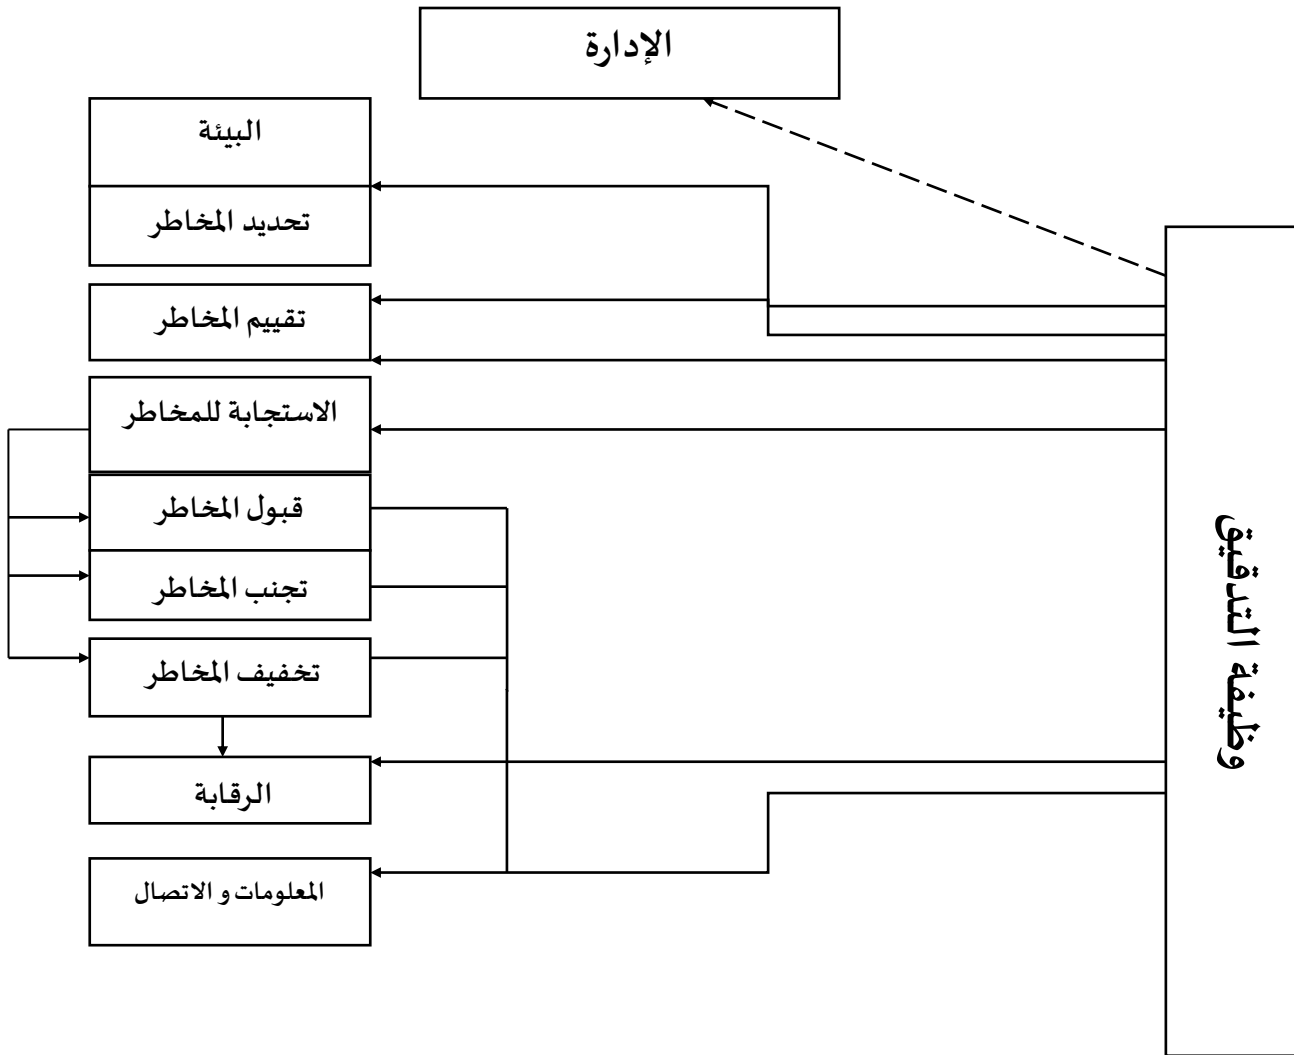 الإدارة
البيئة
تحديد المخاطر
تقييم المخاطر
الاستجابة للمخاطر
قبول المخاطر
تجنب المخاطر
تخفيف المخاطر
الرقابة
المعلومات و الاتصال
وظيفة التدقيق